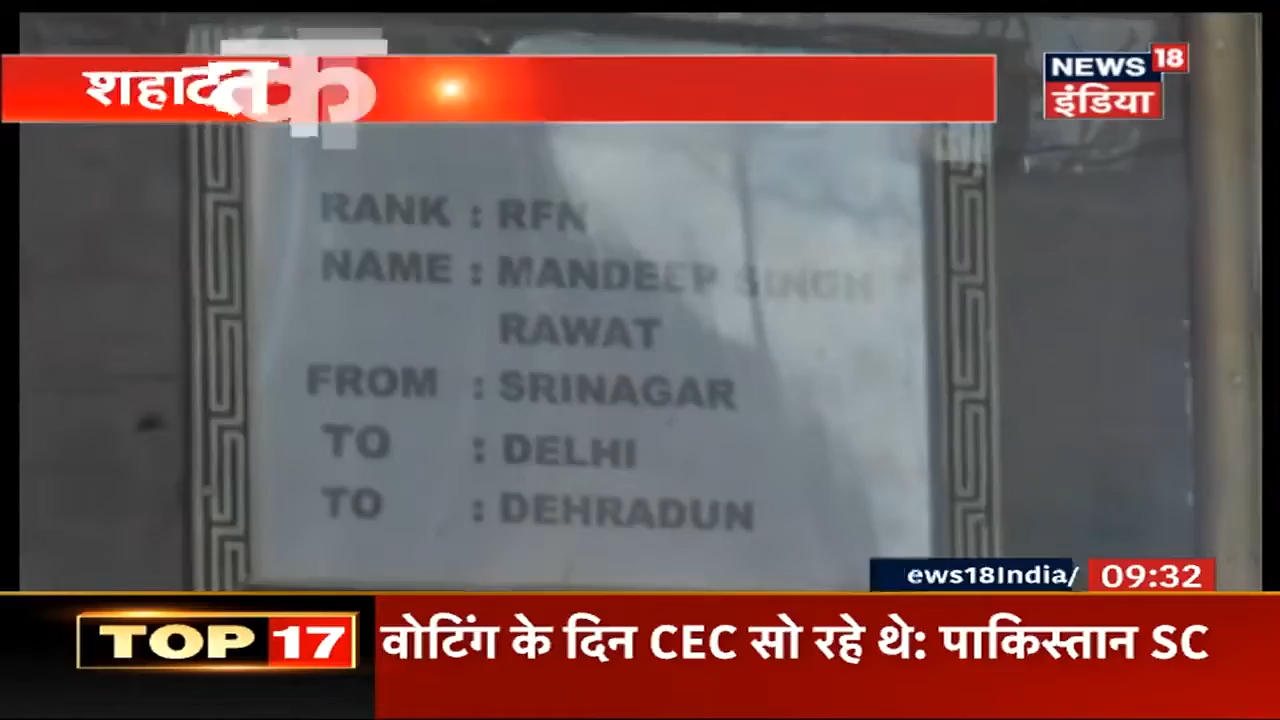 शहादत
NEWS 18
इंडिया
RANK : RFN
NAME : MANDEEP SINGH
RAWAT
FROM : SRINAGAR
TO : DELHI
TO : DEHRADUN
ews18India/ 09:32
TOP 17 वोटिंग के दिन CEC सो रहे थे: पाकिस्तान SC